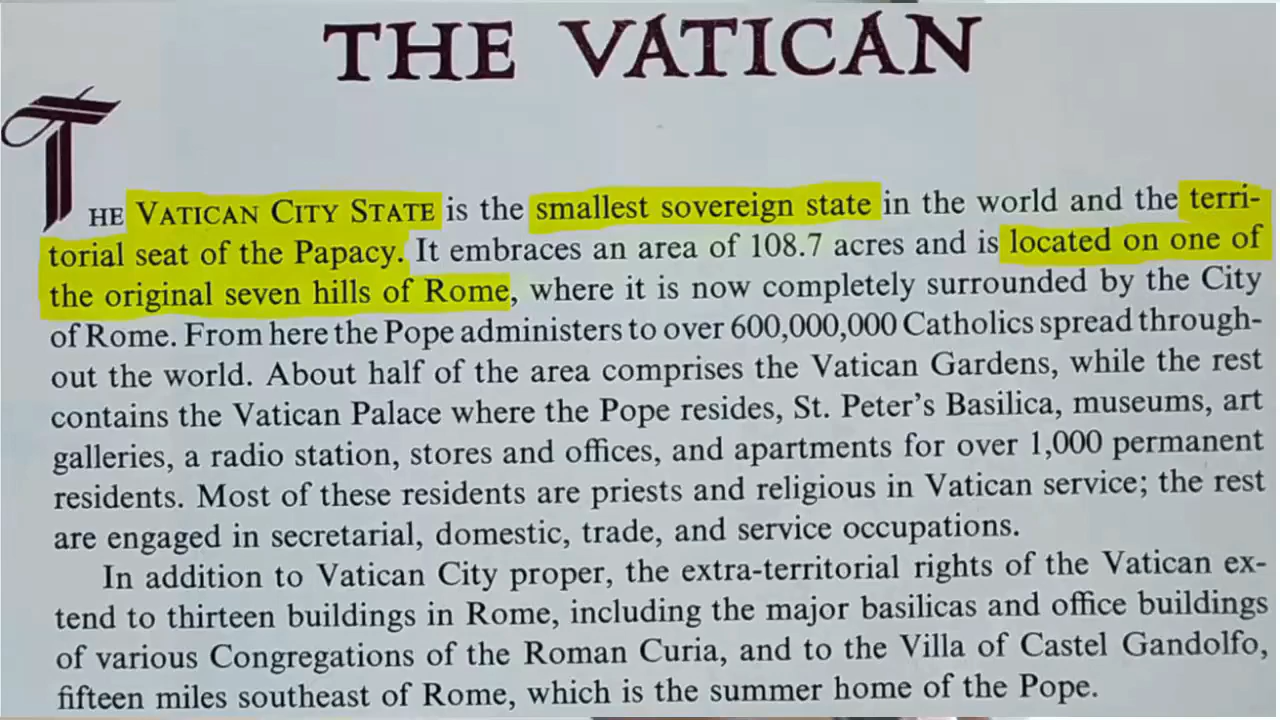 THE VATICAN
THE VATICAN CITY STATE is the smallest sovereign state in the world and the terri-
torial seat of the Papacy. It embraces an area of 108.7 acres and is located on one of
the original seven hills of Rome, where it is now completely surrounded by the City
of Rome. From here the Pope administers to over 600,000,000 Catholics spread through-
out the world. About half of the area comprises the Vatican Gardens, while the rest
contains the Vatican Palace where the Pope resides, St. Peter's Basilica, museums, art
galleries, a radio station, stores and offices, and apartments for over 1,000 permanent
residents. Most of these residents are priests and religious in Vatican service; the rest
are engaged in secretarial, domestic, trade, and service occupations.
In addition to Vatican City proper, the extra-territorial rights of the Vatican ex-
tend to thirteen buildings in Rome, including the major basilicas and office buildings
of various Congregations of the Roman Curia, and to the Villa of Castel Gandolfo,
fifteen miles southeast of Rome, which is the summer home of the Pope.